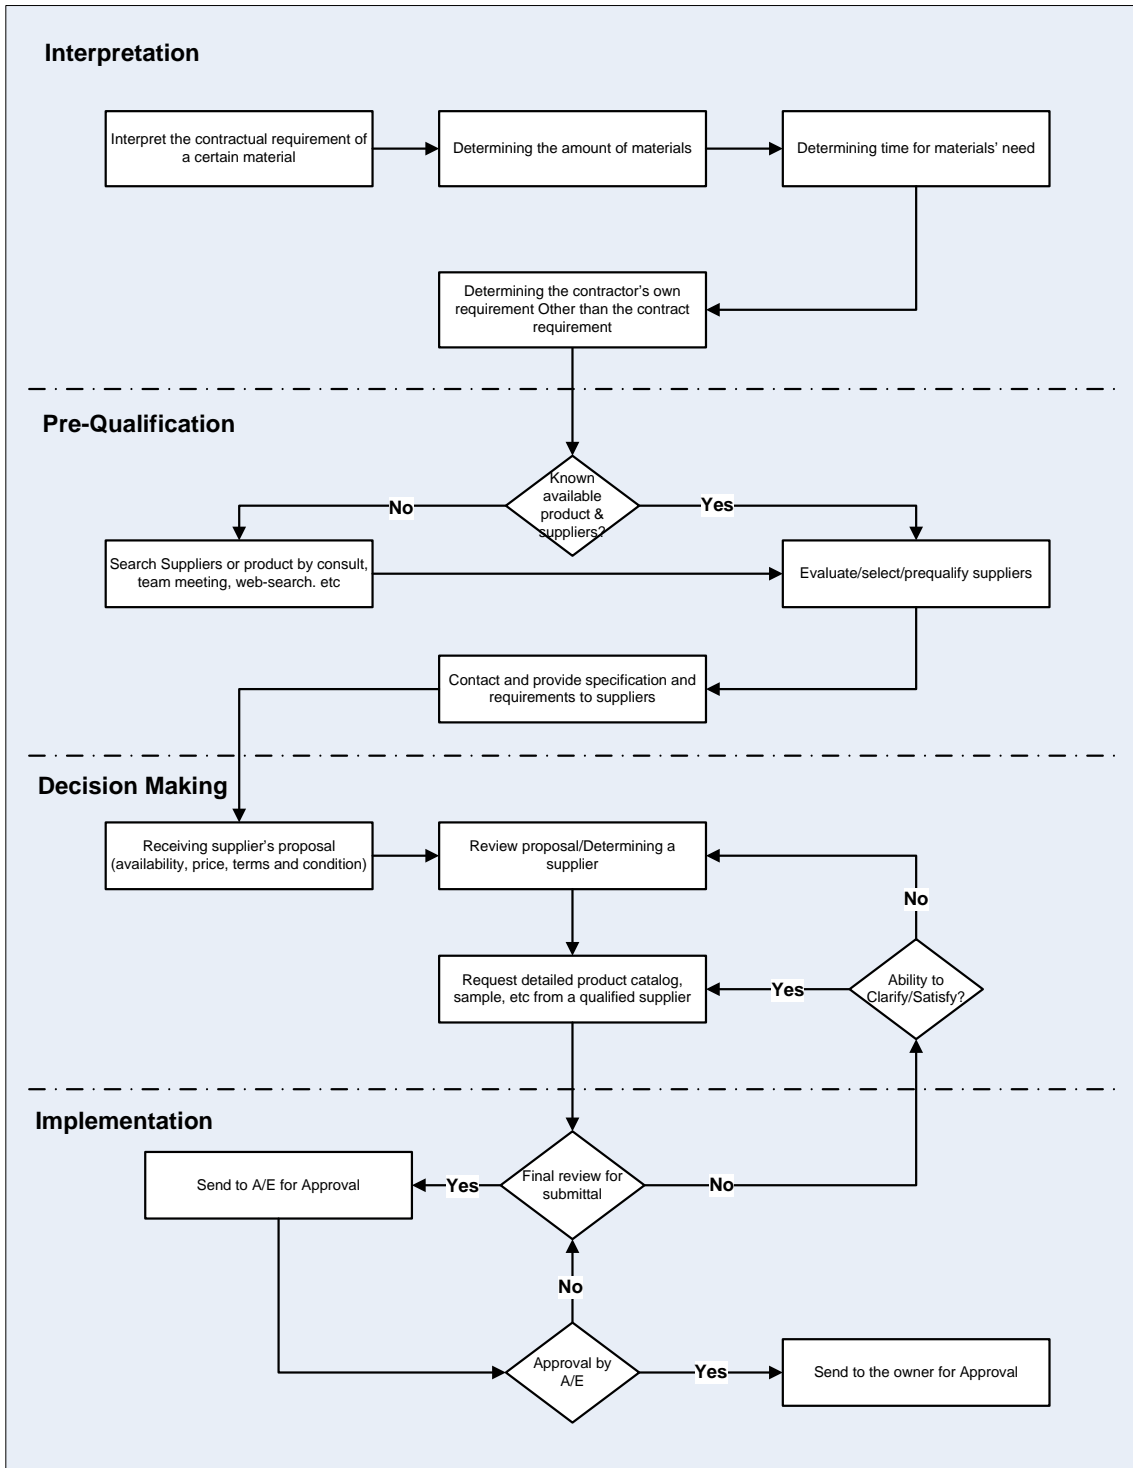 Interpretation
Interpret the contractual requirement of
a certain material
Determining the amount of materials
Determining time for materials’ need
Determining the contractor’s own
requirement Other than the contract
requirement
Pre-Qualification
Known
available
product &
suppliers?
No
Yes
Search Suppliers or product by consult,
team meeting, web-search. etc
Evaluate/select/prequalify suppliers
Contact and provide specification and
requirements to suppliers
Decision Making
Receiving supplier’s proposal
(availability, price, terms and condition)
Review proposal/Determining a
supplier
No
Request detailed product catalog,
sample, etc from a qualified supplier
Yes
Ability to
Clarify/Satisfy?
Implementation
Send to A/E for Approval
Yes
Final review for
submittal
No
No
Approval by
A/E
Yes
Send to the owner for Approval